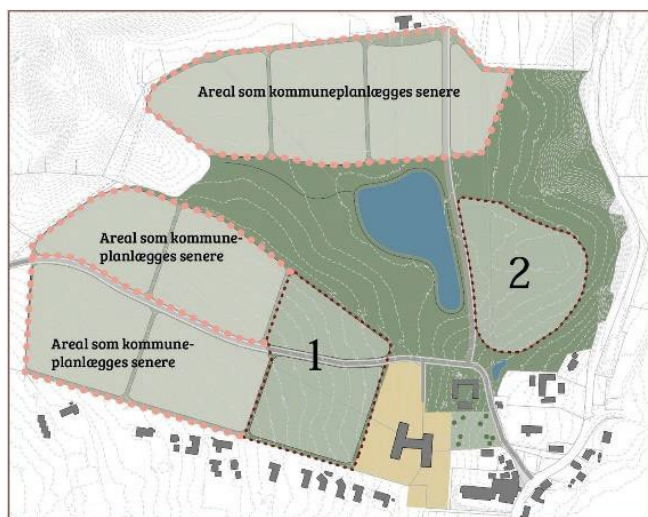 Areal som kommuneplanlægges senere
Areal som kommune-
planlægges senere
2
1
Areal som kommune-
planlægges senere